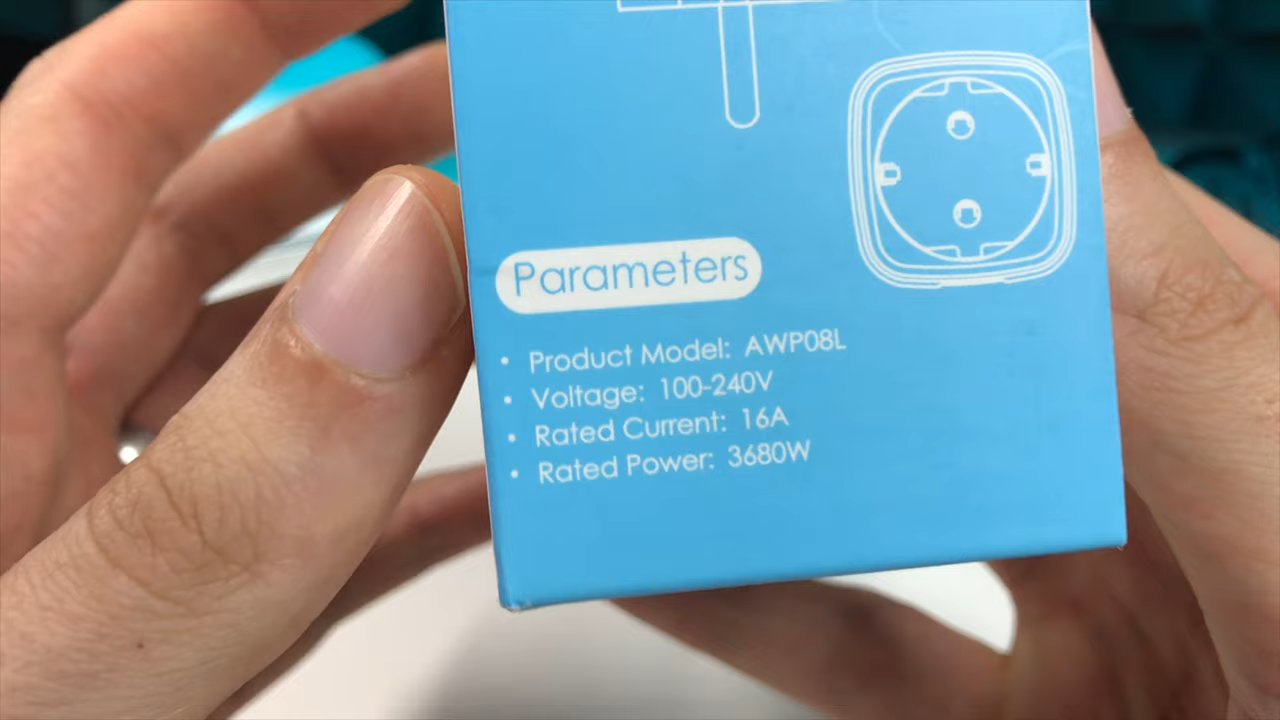 Parameters
• Product Model: AWP08L
• Voltage: 100-240V
• Rated Current: 16A
• Rated Power: 3680W